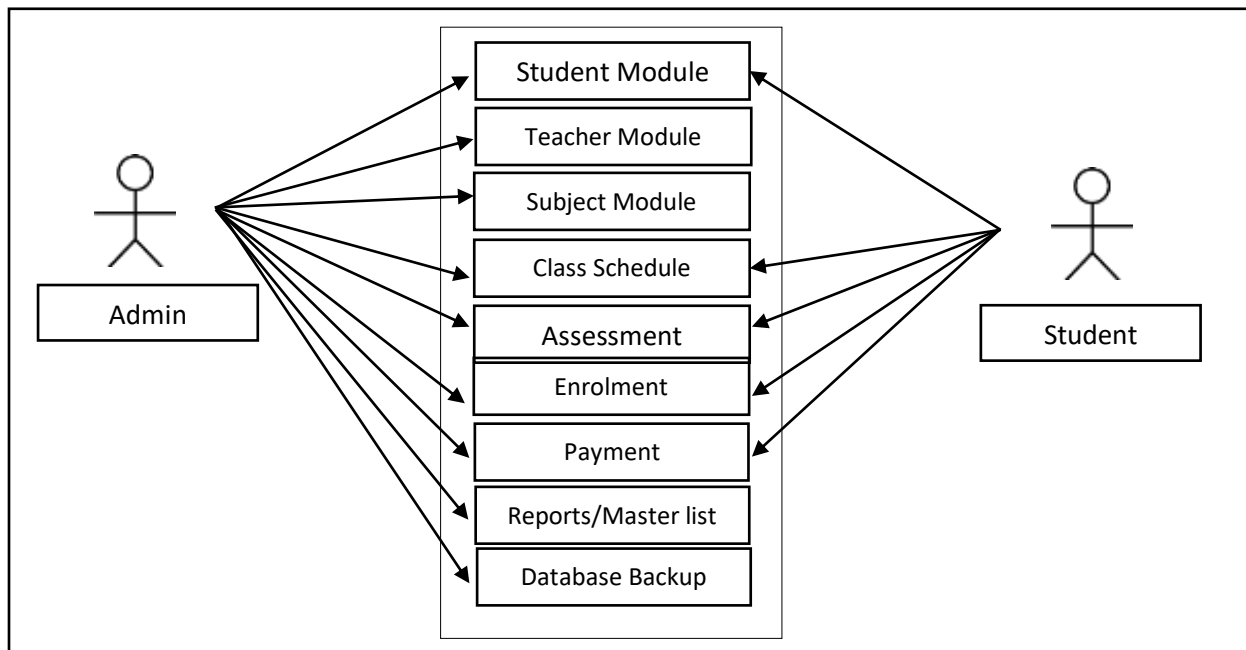 Student Module
Teacher Module
Subject Module
Class Schedule
Admin
Assessment
Student
Enrolment
Payment
Reports/Master list
Database Backup